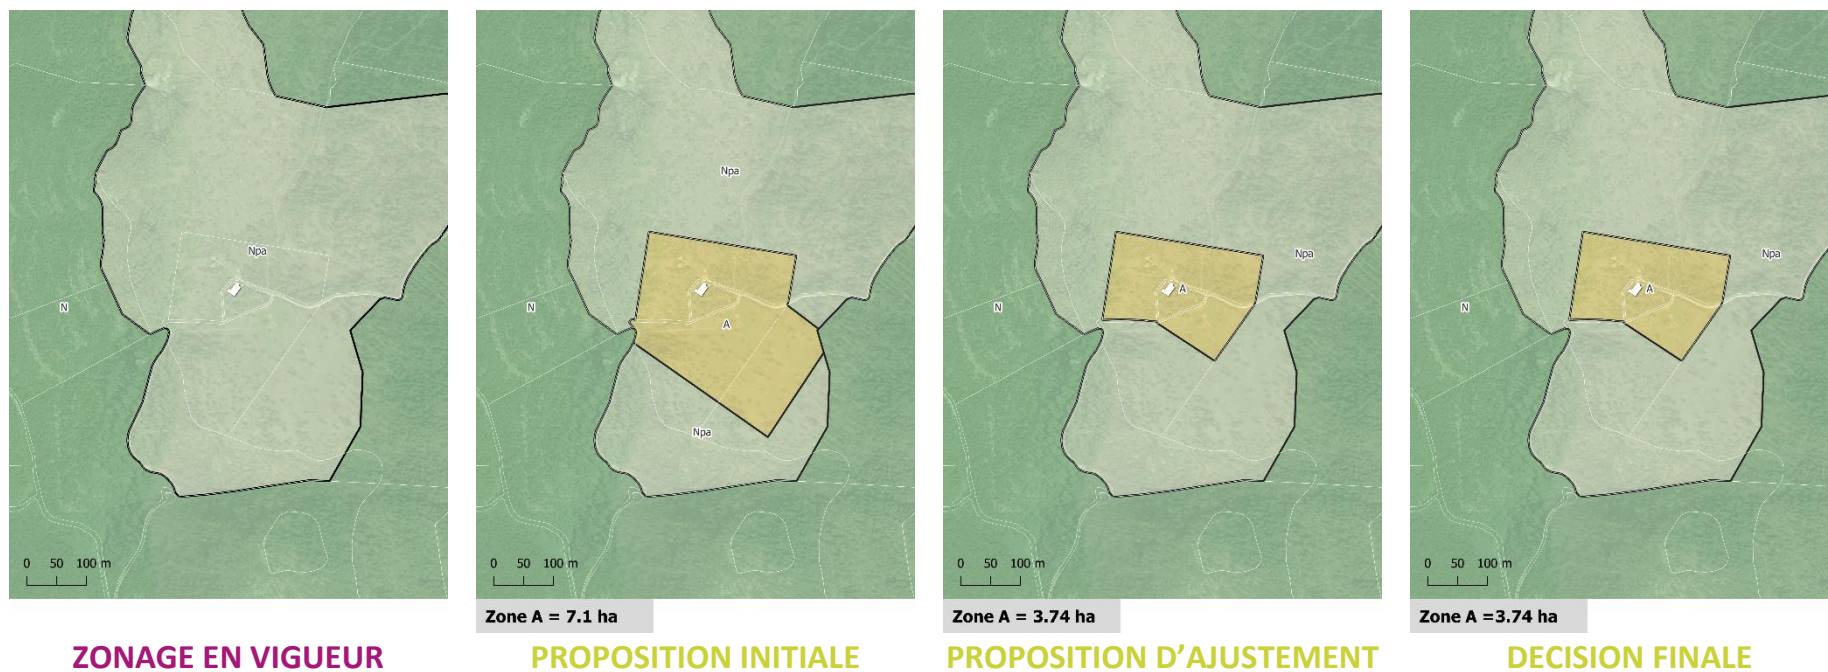 Npa
N
0 50 100 m
ZONAGE EN VIGUEUR
Npa
N
A
Npa
0 50 100 m
Zone A = 7.1 ha
PROPOSITION INITIALE
Npa
A
N
0 50 100 m
Zone A = 3.74 ha
PROPOSITION D'AJUSTEMENT
Npa
A
N
0 50 100 m
Zone A =3.74 ha
DECISION FINALE